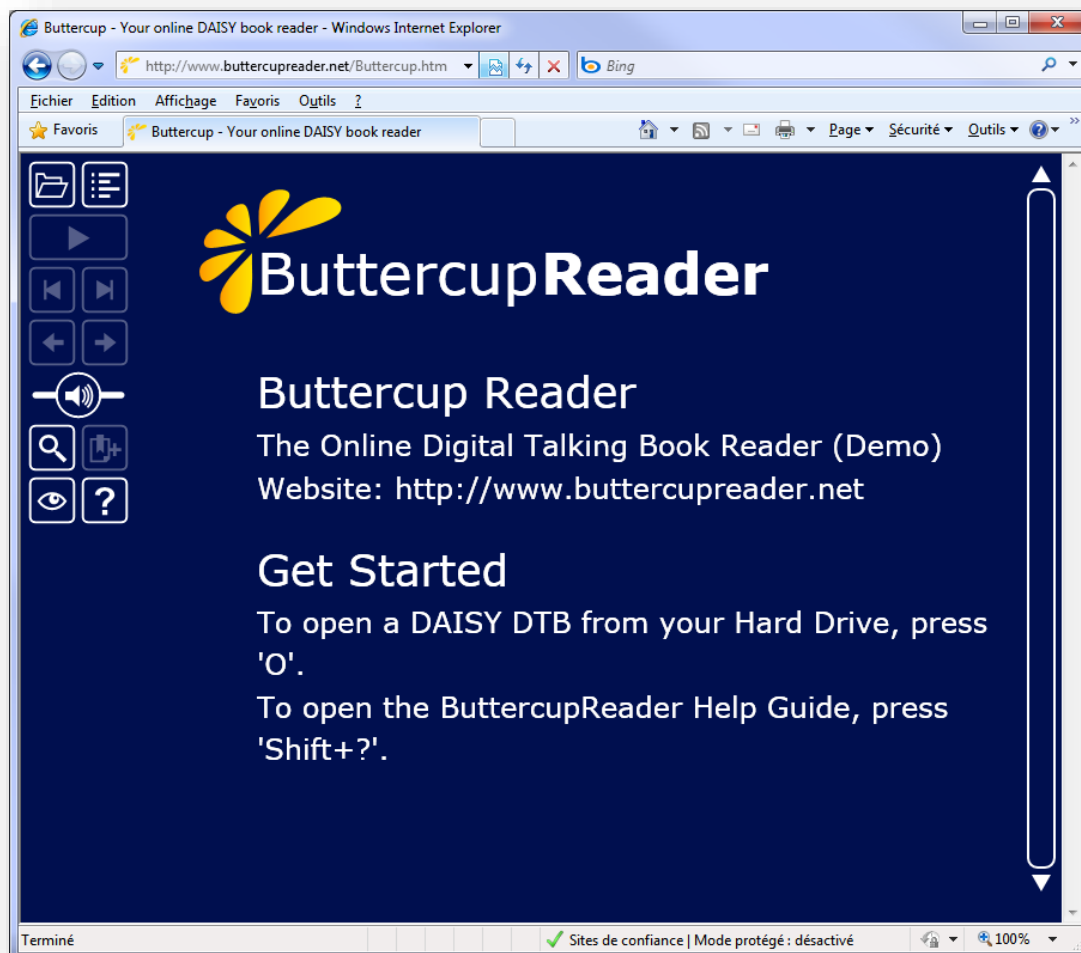 Buttercup - Your online DAISY book reader - Windows Internet Explorer
http://www.buttercupreader.net/Buttercup.htm
Bing
Fichier Edition Affichage Favoris Outils ?
Favoris
Buttercup - Your online DAISY book reader
Page Sécurité Outils
ButtercupReader
Buttercup Reader
The Online Digital Talking Book Reader (Demo)
Website: http://www.buttercupreader.net
Get Started
To open a DAISY DTB from your Hard Drive, press
'O'.
To open the ButtercupReader Help Guide, press
'Shift+?'.
Terminé
Sites de confiance | Mode protégé : désactivé
100%